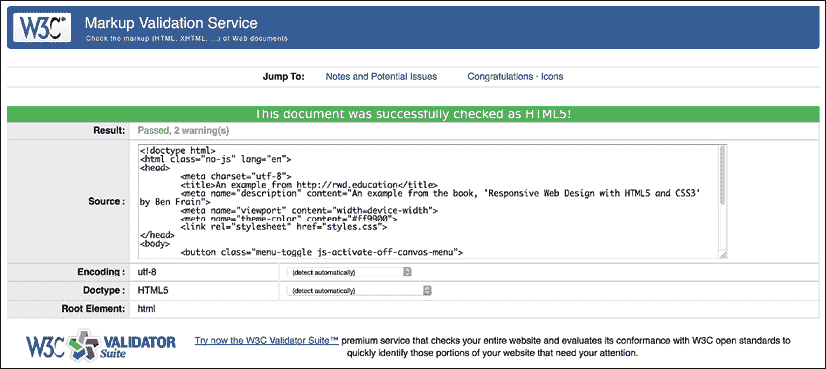 W3C® Markup Validation Service
Check the markup (HTML, XHTML, ...) of Web documents
Jump To: Notes and Potential Issues Congratulations · Icons
This document was successfully checked as HTML5!
Result: Passed, 2 warning(s)
Source :
<!doctype html>
<html class="no-js" lang="en">
<head>
<meta charset="utf-8">
<title>An example from http://rwd.education</title>
<meta name="description" content="An example from the book, 'Responsive Web Design with HTML5 and CSS3'
by Ben Frain">
<meta name="viewport" content="width=device-width">
<meta name="theme-color" content="#ff9900">
<link rel="stylesheet" href="styles.css">
</head>
<body>
<button class="menu-toggle js-activate-off-canvas-menu">
Encoding : utf-8 (detect automatically)
Doctype : HTML5 (detect automatically)
Root Element: html
W3C VALIDATOR Suite
Try now the W3C Validator Suite™ premium service that checks your entire website and evaluates its conformance with W3C open standards to
quickly identify those portions of your website that need your attention.